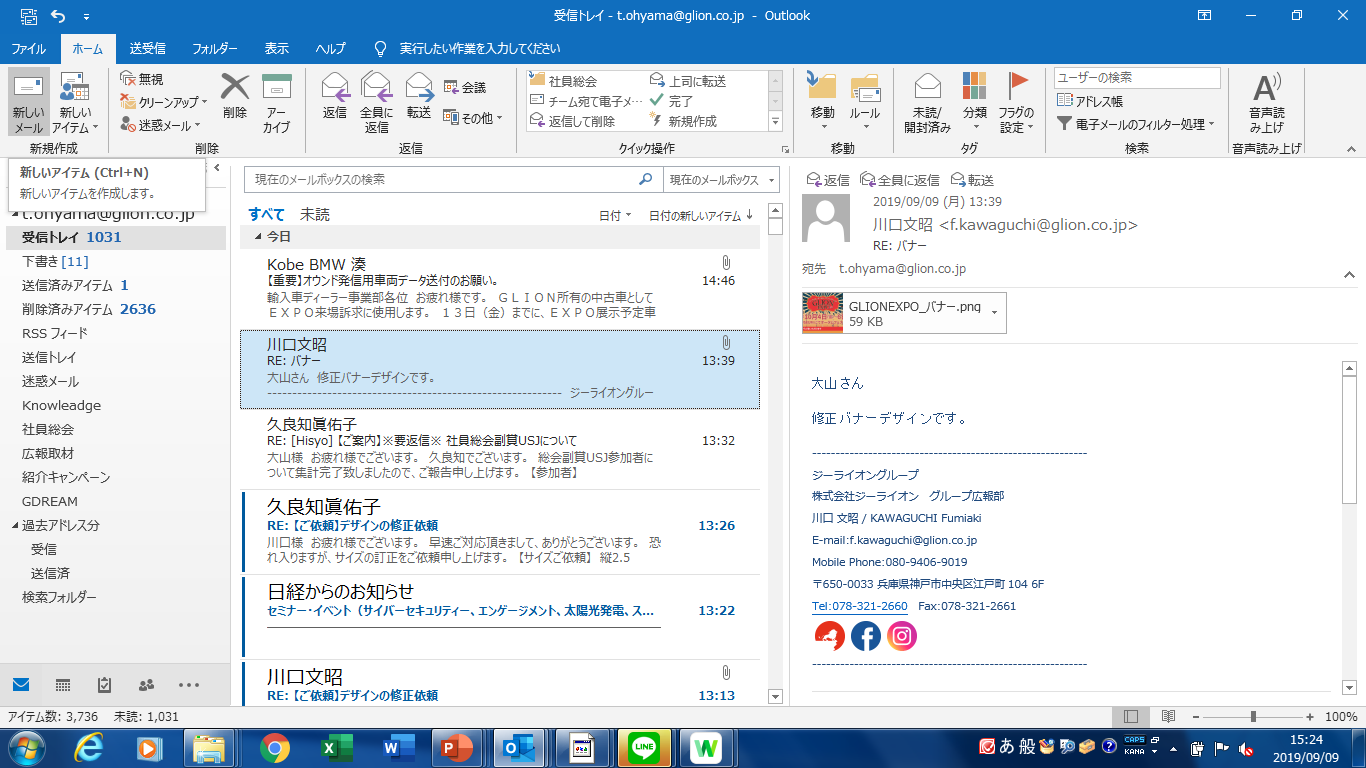 受信トレイ - t.ohyama@glion.co.jp - Outlook
ファイル ホーム 送受信 フォルダー 表示 ヘルプ 実行したい作業を入力してください
新しいメール
新しいアイテム
新規作成
無視
クリーンアップ
迷惑メール
削除
アーカイブ
削除
返信
全員に返信
転送
会議
その他
返信
社員総会
チーム宛て電子メ…
返信して削除
上司に転送
完了
新規作成
クイック操作
移動
ルール
移動
未読/開封済み
分類
フラグの設定
タグ
ユーザーの検索
アドレス帳
電子メールのフィルター処理
検索
音声読み上げ
音声読み上げ
新しいアイテム (Ctrl+N)
新しいアイテムを作成します。
t.ohyama@glion.co.jp
受信トレイ 1031
下書き [11]
送信済みアイテム 1
削除済みアイテム 2636
RSS フィード
送信トレイ
迷惑メール
Knowleadge
社員総会
広報取材
紹介キャンペーン
GDREAM
過去アドレス分
受信
送信済
検索フォルダー
現在のメールボックスの検索 現在のメールボックス
すべて 未読 日付 日付の新しいアイテム ↓
今日
Kobe BMW 湊
【重要】オウンド発信用車両データ送付のお願い。 14:46
輸入車ディーラー事業部各位 お疲れ様です。 ＧＬＩＯＮ所有の中古車として
ＥＸＰＯ来場訴求に使用します。 １３日（金）までに、ＥＸＰＯ展示予定車
川口文昭
RE: バナー 13:39
大山さん 修正バナーデザインです。
------------------------------------------------------------ ジーライオングルー
久良知眞佑子
RE: [Hisyo] 【ご案内】※要返信※ 社員総会副賞USJについて 13:32
大山様 お疲れ様でございます。 久良知でございます。 総会副賞USJ参加者に
ついて集計完了致しましたので、ご報告申し上げます。 【参加者】
久良知眞佑子
RE: 【ご依頼】デザインの修正依頼 13:26
川口様 お疲れ様でございます。 早速ご対応頂きまして、ありがとうございます。 恐
れ入りますが、サイズの訂正をご依頼申し上げます。 【サイズご依頼】 縦2.5
日経からのお知らせ
セミナー・イベント（サイバーセキュリティー、エンゲージメント、太陽光発電、ス... 13:22
川口文昭
RE: 【ご依頼】デザインの修正依頼 13:13
返信 全員に返信 転送
2019/09/09 (月) 13:39
川口文昭 <f.kawaguchi@glion.co.jp>
RE: バナー
宛先 t.ohyama@glion.co.jp
GLIONEXPO_バナー.png
59 KB
大山さん
修正バナーデザインです。
------------------------------------------------------------
ジーライオングループ
株式会社ジーライオン　グループ広報部
川口 文昭 / KAWAGUCHI Fumiaki
E-mail:f.kawaguchi@glion.co.jp
Mobile Phone:080-9406-9019
〒650-0033 兵庫県神戸市中央区江戸町 104 6F
Tel:078-321-2660 Fax:078-321-2661
------------------------------------------------------------
アイテム数: 3,736 未読: 1,031
100%
LINE
あ 般
CAPS
KANA
15:24
2019/09/09